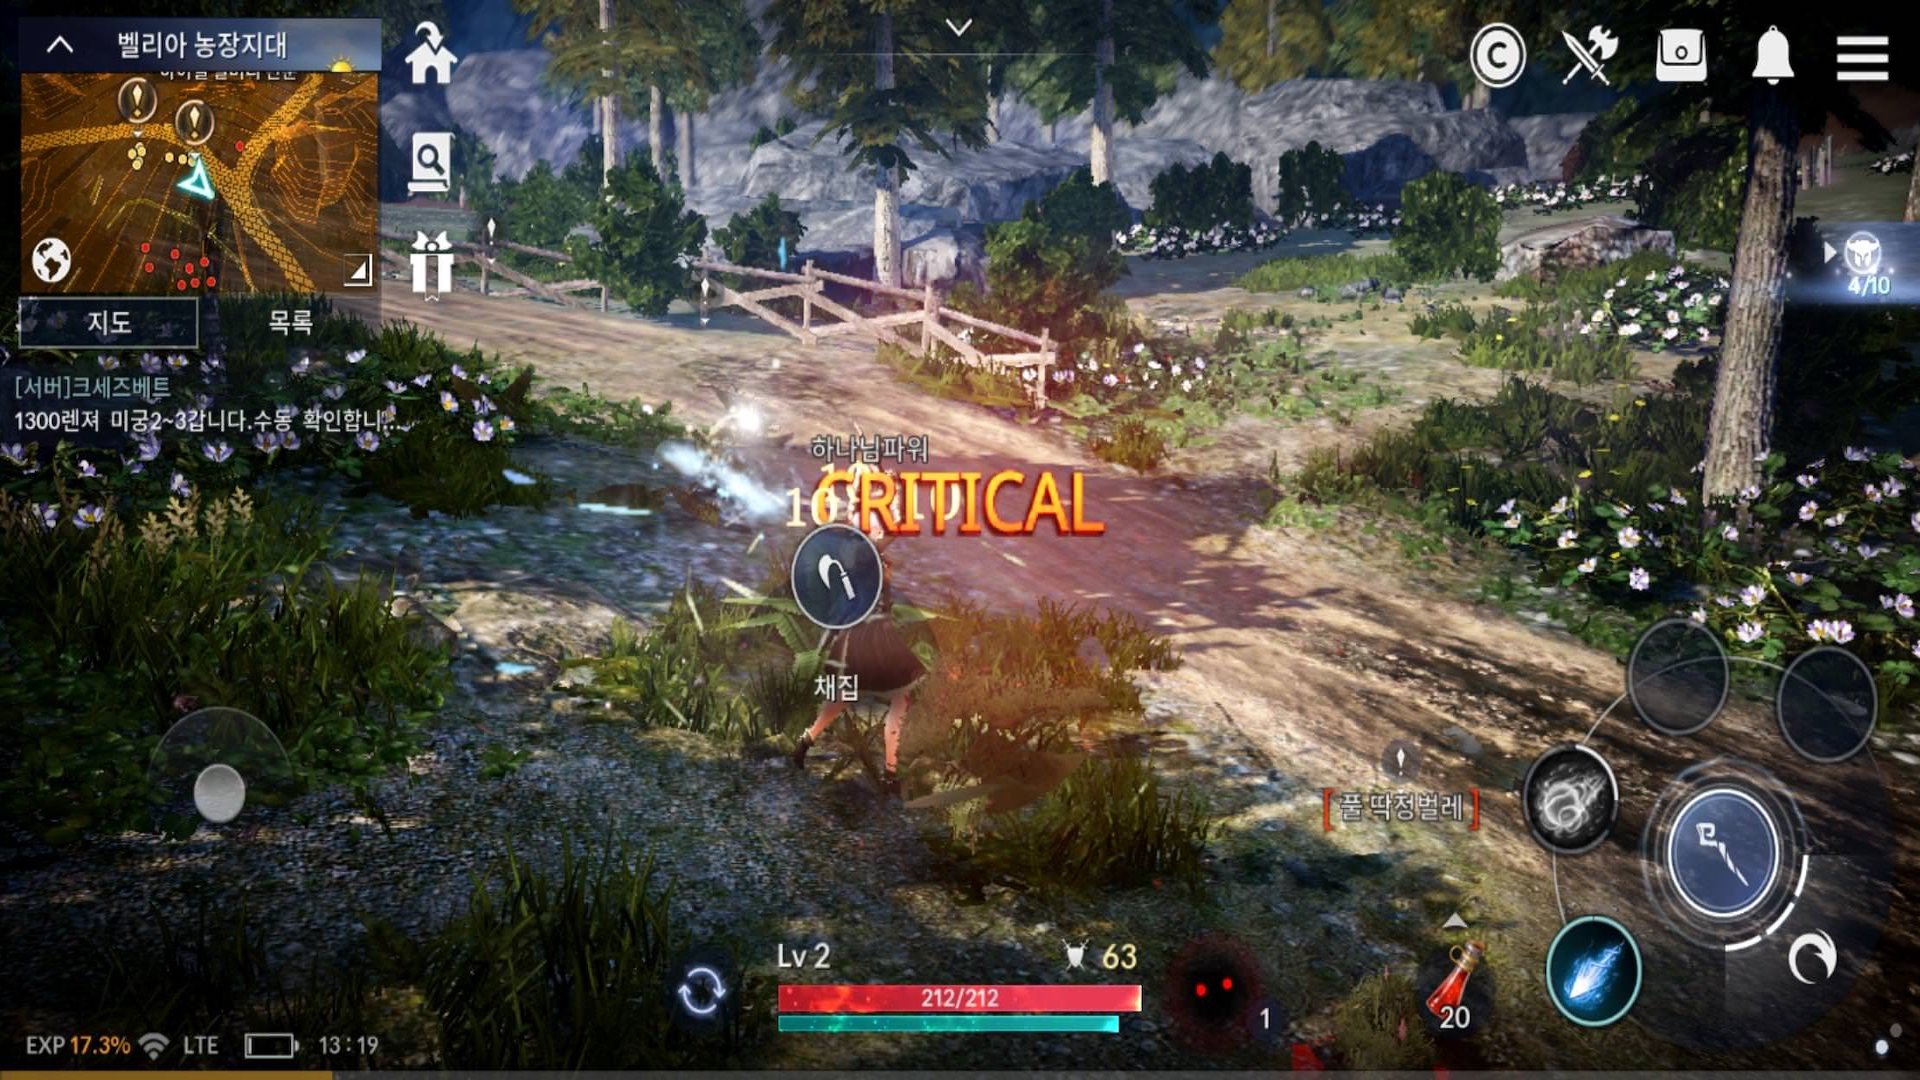 벨리아 농장지대
지도
목록
[서버]크세즈베트
1300렌져 미궁2~3갑니다.수동 확인합니...
4/10
하나님파워
CRITICAL
채집
[ 풀 딱정벌레 ]
Lv 2
63
212/212
1
20
EXP 17.3%
LTE
13:19